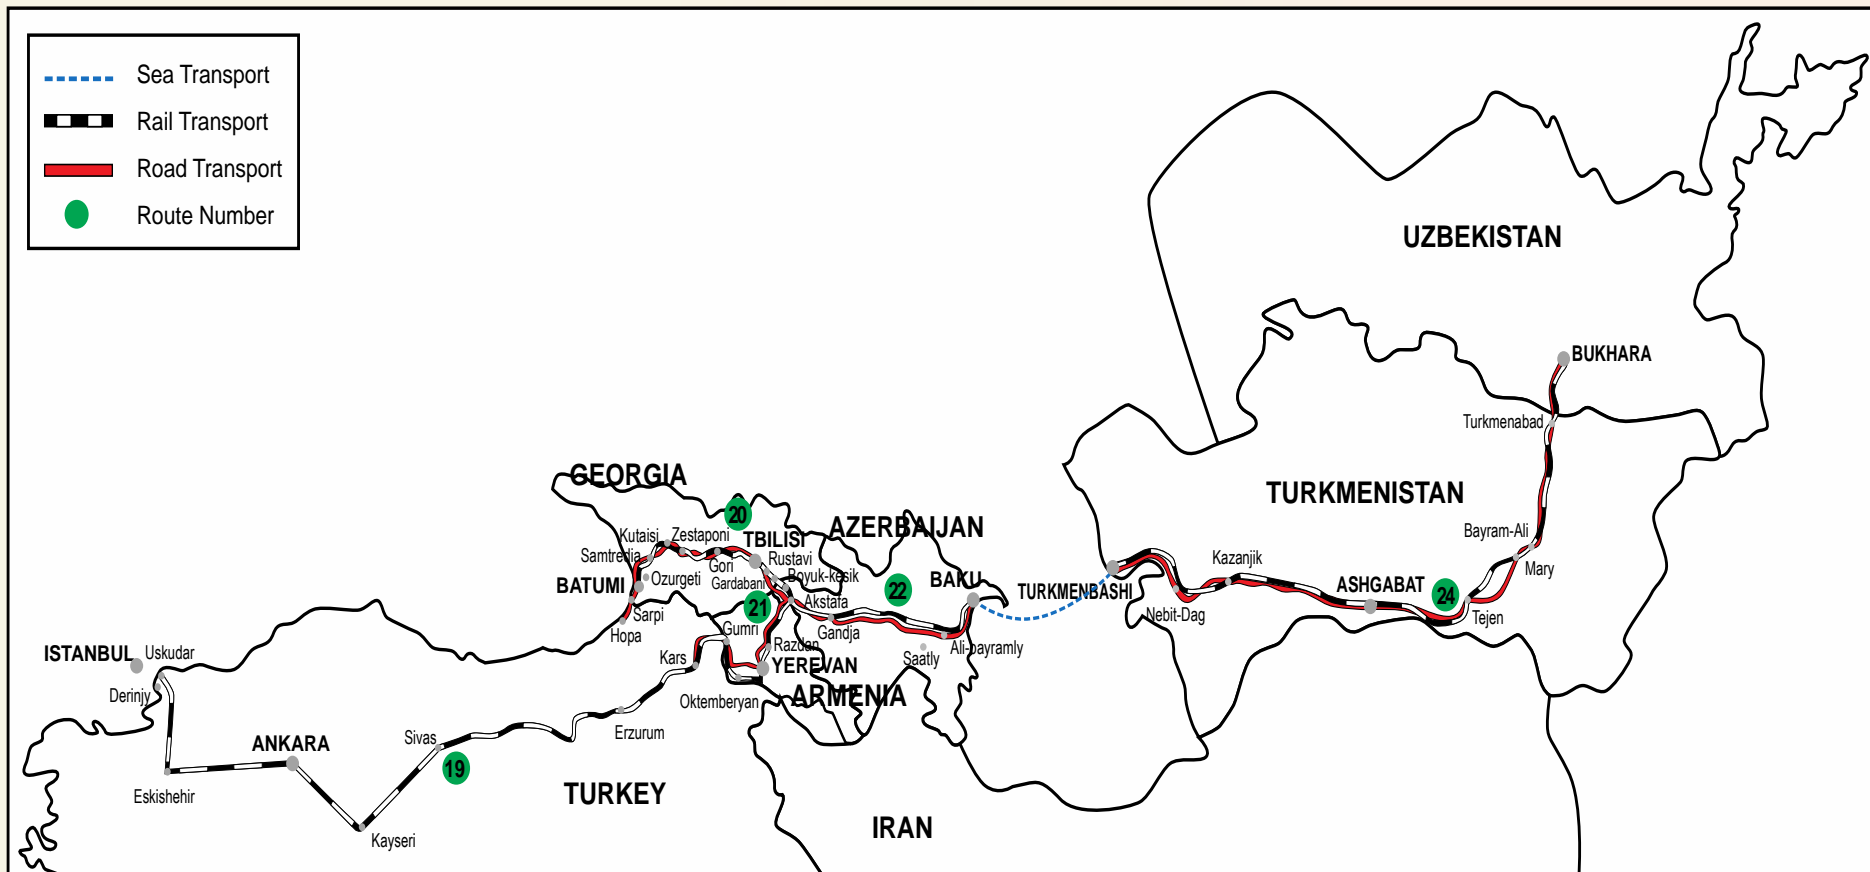 Sea Transport
Rail Transport
Road Transport
Route Number
UZBEKISTAN
BUKHARA
Turkmenabad
GEORGIA
TURKMENISTAN
20
AZERBAIJAN
Kutaisi
Zestaponi
TBILISI
Bayram-Ali
Samtredia
Rustavi
Gori
Mary
BATUMI
Ozurgeti
Gardabani
Boyuk-kesik
22
BAKU
TURKMENBASHI
Kazanjik
ASHGABAT
24
21
Akstafa
Sarpi
Nebit-Dag
Tejen
Hopa
Gumri
Gandja
ISTANBUL
Uskudar
Kars
Razdan
Saatly
Ali-bayramly
YEREVAN
Derinjy
Oktemberyan
ARMENIA
Erzurum
Sivas
ANKARA
19
Eskishehir
TURKEY
Kayseri
IRAN